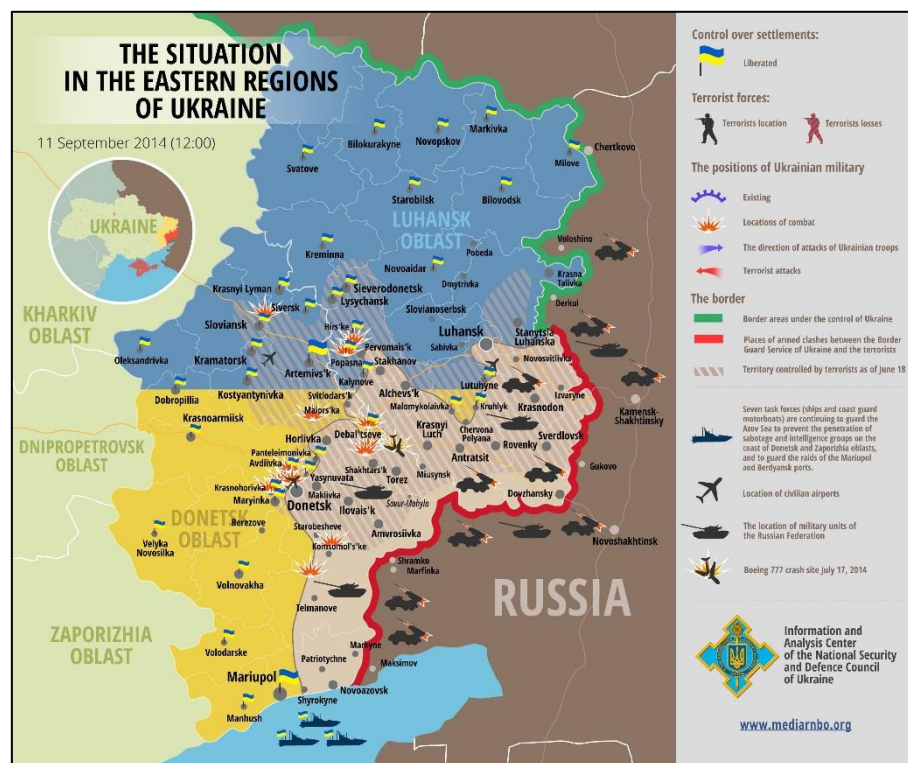 THE SITUATION
IN THE EASTERN REGIONS
OF UKRAINE
11 September 2014 (12:00)
UKRAINE
KHARKIV
OBLAST
DNIPROPETROVSK
OBLAST
ZAPORIZHIA
OBLAST
LUHANSK
OBLAST
DONETSK
OBLAST
RUSSIA
Svatove
Bilokurakyne
Novopskov
Markivka
Milove
Chertkovo
Starobilsk
Bilovodsk
Kreminna
Novoaidar
Pobeda
Dmytrivka
Voloshino
Krasna
Talivka
Derkul
Krasnyi Lyman
Siversk
Sieverodonetsk
Lysychansk
Slovianoserbsk
Sloviansk
Hirs'ke
Luhansk
Stanytsia
Luhanska
Oleksandrivka
Kramatorsk
Artemivs'k
Popasna
Pervomais'k
Stakhanov
Sabivka
Novosvitlivka
Kalynove
Lutuhyne
Izvaryne
Dobropillia
Kostyantynivka
Svitlodars'k
Alchevs'k
Malomykolaivka
Kruhlyk
Krasnodon
Kamensk-
Shakhtinsky
Krasnoarmiisk
Maiors'ka
Horlivka
Debal'tseve
Krasnyi
Luch
Chervona
Polyana
Rovenky
Sverdlovsk
Panteleimonivka
Avdiivka
Yasynuvata
Shakhtars'k
Torez
Miusynsk
Antratsit
Gukovo
Krasnohorivka
Maryinka
Makiivka
Donetsk
Ilovais'k
Savur-Mohyla
Dovzhansky
Berezove
Starobesheve
Amvrosiivka
Novoshakhtinsk
Velyka
Novosilka
Komsomol's'ke
Shramko
Marfinka
Volnovakha
Telmanove
Volodarske
Markyne
Maksimov
Patriotychne
Mariupol
Shyrokyne
Novoazovsk
Manhush
Control over settlements:
Liberated
Terrorist forces:
Terrorists location
Terrorists losses
The positions of Ukrainian military
Existing
Locations of combat
The direction of attacks of Ukrainian troops
Terrorist attacks
The border
Border areas under the control of Ukraine
Places of armed clashes between the Border
Guard Service of Ukraine and the terrorists
Territory controlled by terrorists as of June 18
Seven task forces (ships and coast guard
motorboats) are continuing to guard the
Azov Sea to prevent the penetration of
sabotage and intelligence groups on the
coast of Donetsk and Zaporizhia oblasts,
and to guard the raids of the Mariupol
and Berdyansk ports.
Location of civilian airports
The location of military units of
the Russian Federation
Boeing 777 crash site July 17, 2014
Information and
Analysis Center
of the National Security
and Defence Council
of Ukraine
www.mediarnbo.org